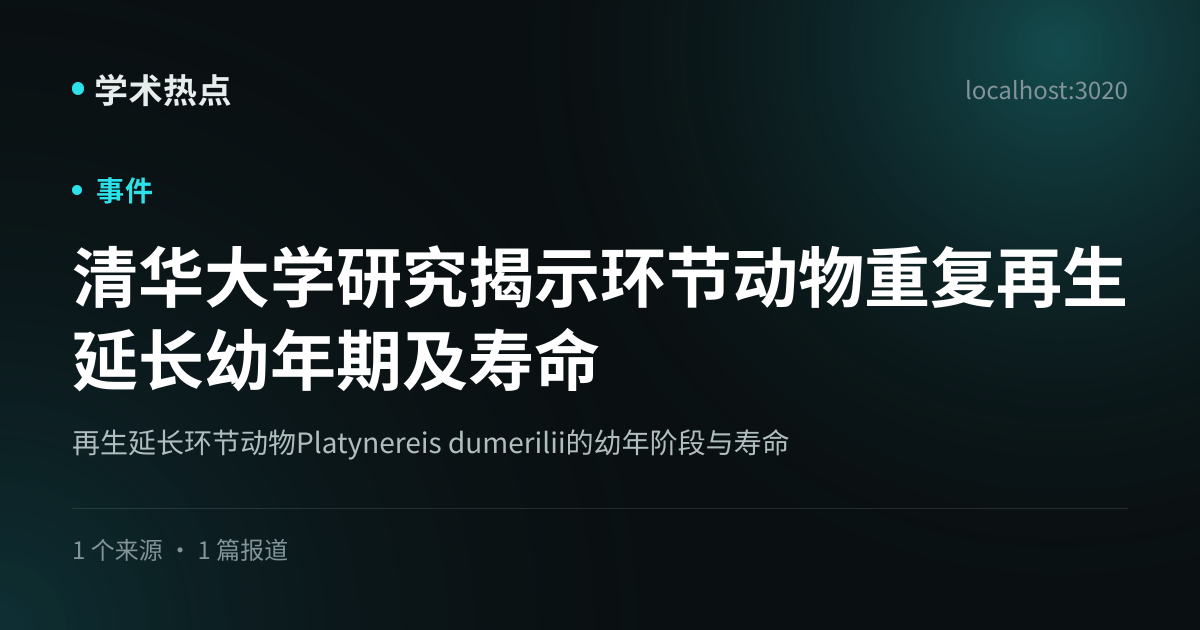 学术热点
localhost:3020
事件
清华大学研究揭示环节动物重复再生
延长幼年期及寿命
再生延长环节动物Platynereis dumerilii的幼年阶段与寿命
1 个来源 · 1 篇报道